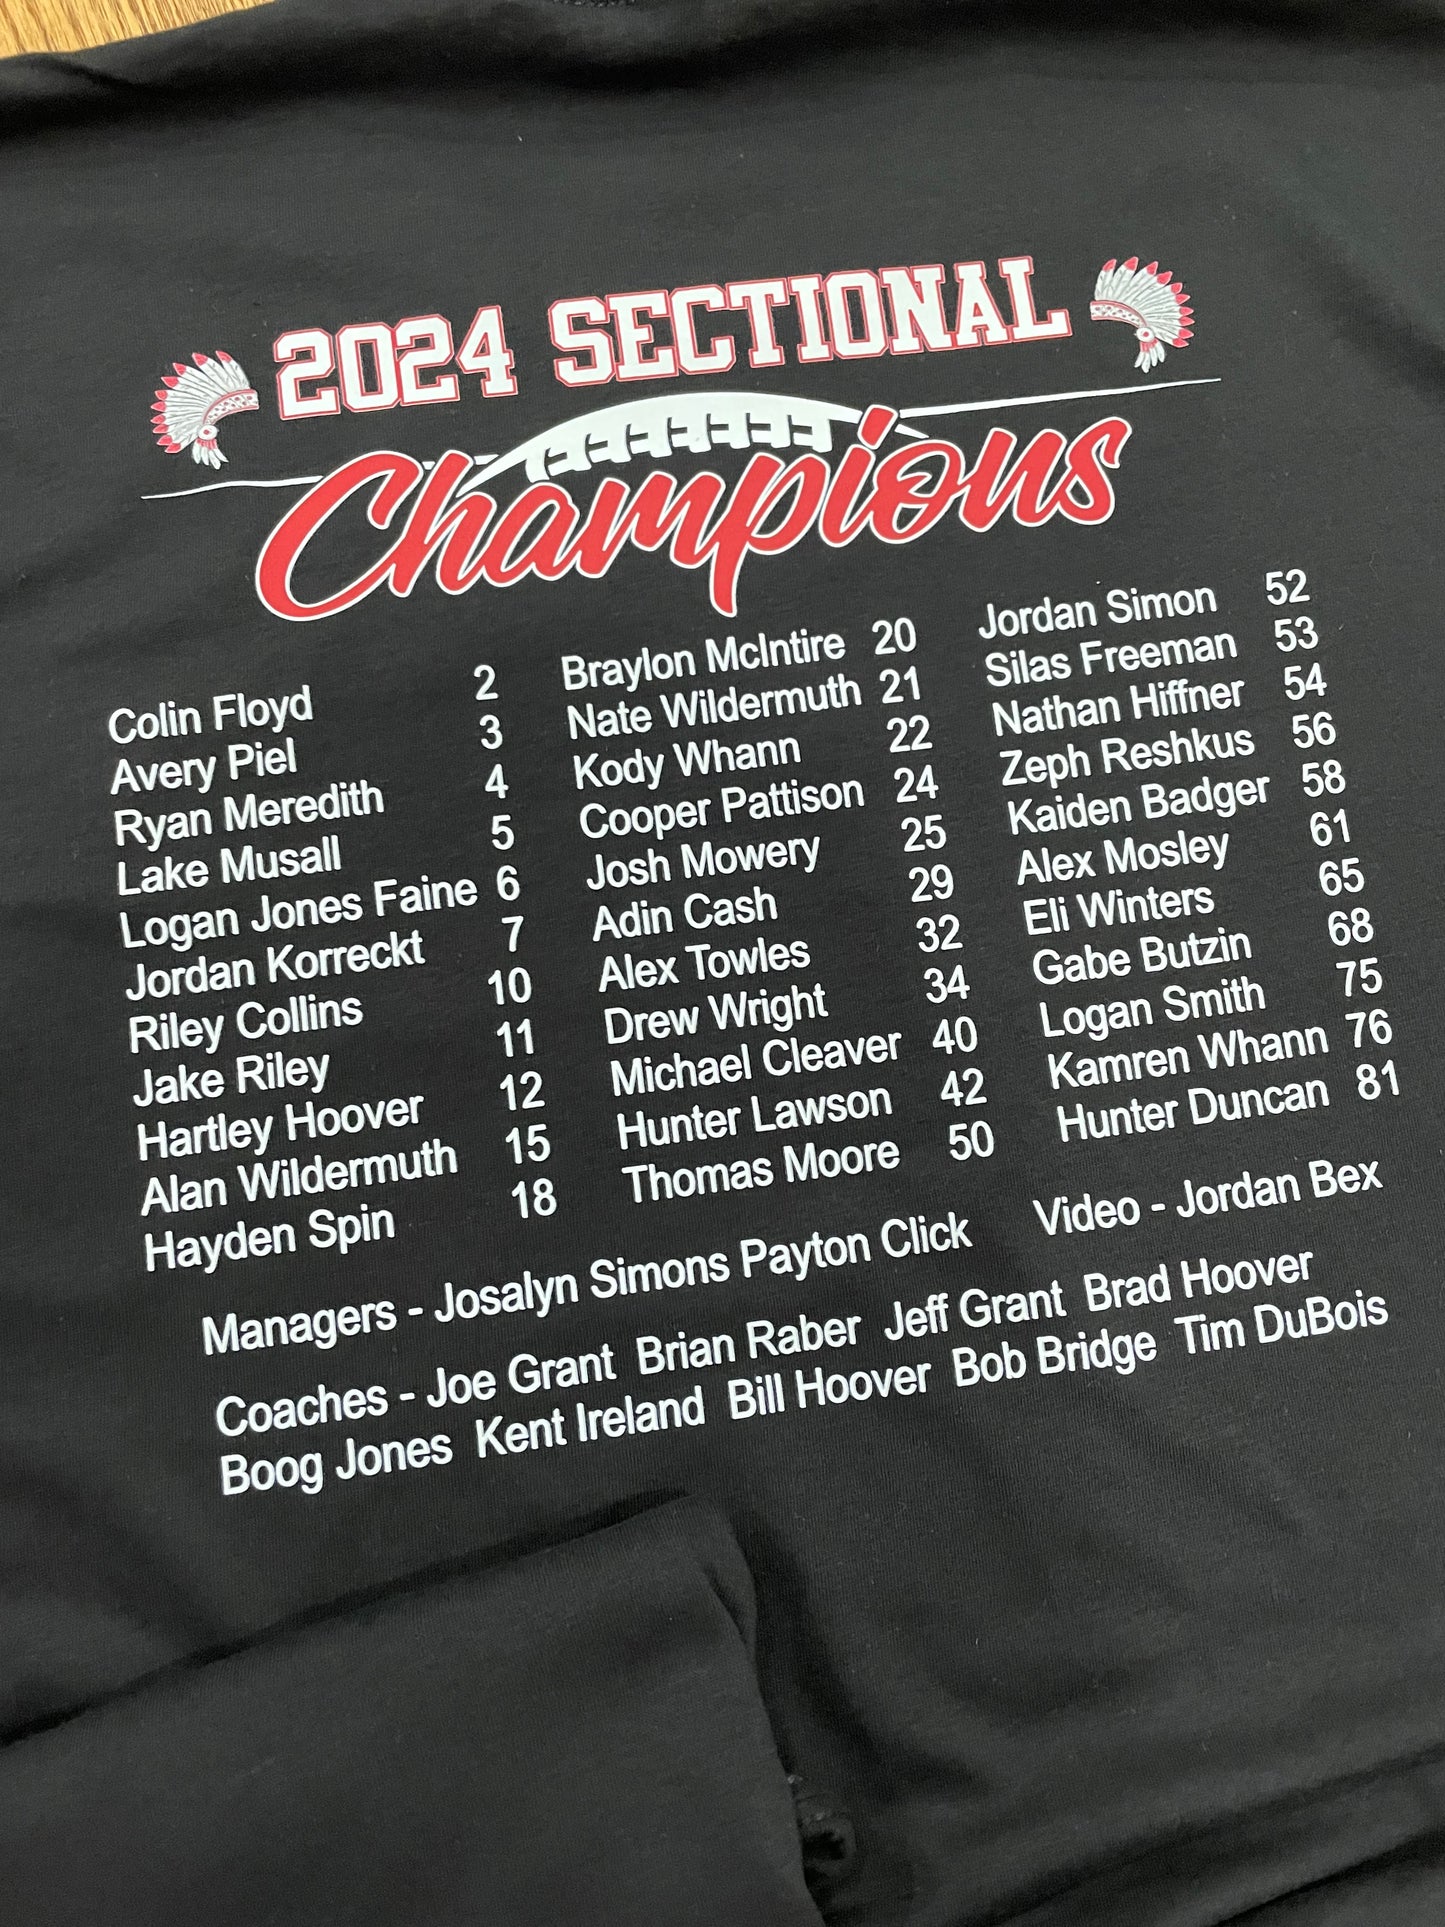 2024 SECTIONAL
Champions
Colin Floyd 2
Avery Piel 3
Ryan Meredith 4
Lake Musall 5
Logan Jones Faine 6
Jordan Korreckt 7
Riley Collins 10
Jake Riley 11
Hartley Hoover 12
Alan Wildermuth 15
Hayden Spin 18
Braylon McIntire 20
Nate Wildermuth 21
Kody Whann 22
Cooper Pattison 24
Josh Mowery 25
Adin Cash 29
Alex Towles 32
Drew Wright 34
Michael Cleaver 40
Hunter Lawson 42
Thomas Moore 50
Jordan Simon 52
Silas Freeman 53
Nathan Hiffner 54
Zeph Reshkus 56
Kaiden Badger 58
Alex Mosley 61
Eli Winters 65
Gabe Butzin 68
Logan Smith 75
Kamren Whann 76
Hunter Duncan 81
Managers - Josalyn Simons Payton Click Video - Jordan Bex
Coaches - Joe Grant Brian Raber Jeff Grant Brad Hoover
Boog Jones Kent Ireland Bill Hoover Bob Bridge Tim DuBois